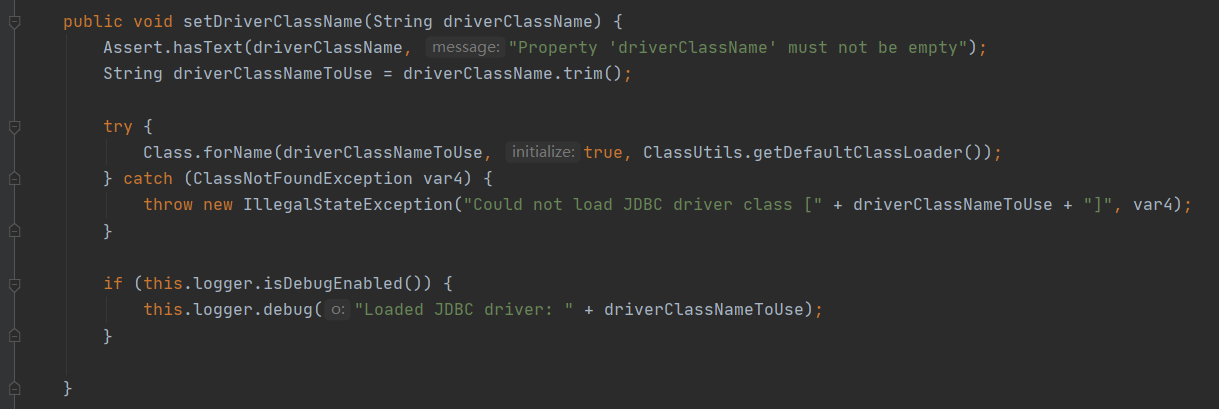 public void setDriverClassName(String driverClassName) {
Assert.hasText(driverClassName, message: "Property 'driverClassName' must not be empty");
String driverClassNameToUse = driverClassName.trim();
try {
Class.forName(driverClassNameToUse, initialize: true, ClassUtils.getDefaultClassLoader());
} catch (ClassNotFoundException var4) {
throw new IllegalStateException("Could not load JDBC driver class [" + driverClassNameToUse + "]", var4);
}
if (this.logger.isDebugEnabled()) {
this.logger.debug( o: "Loaded JDBC driver: " + driverClassNameToUse);
}
}